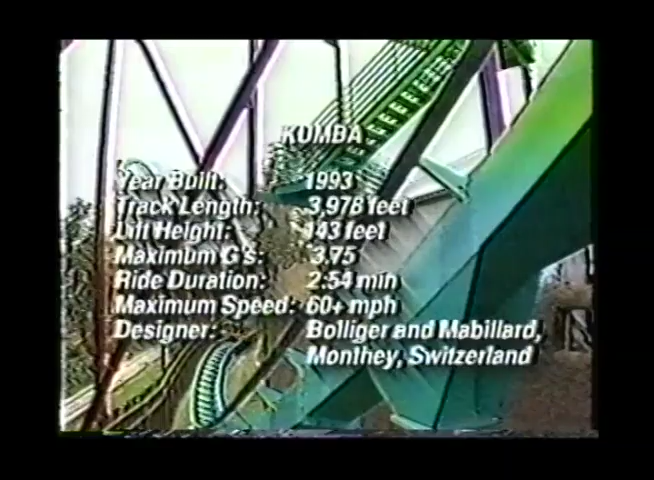 KUMBA
Year Built: 1993
Track Length: 3,978 feet
Lift Height: 143 feet
Maximum G's: 3.75
Ride Duration: 2:54 min
Maximum Speed: 60+ mph
Designer: Bolliger and Mabillard,
Monthey, Switzerland